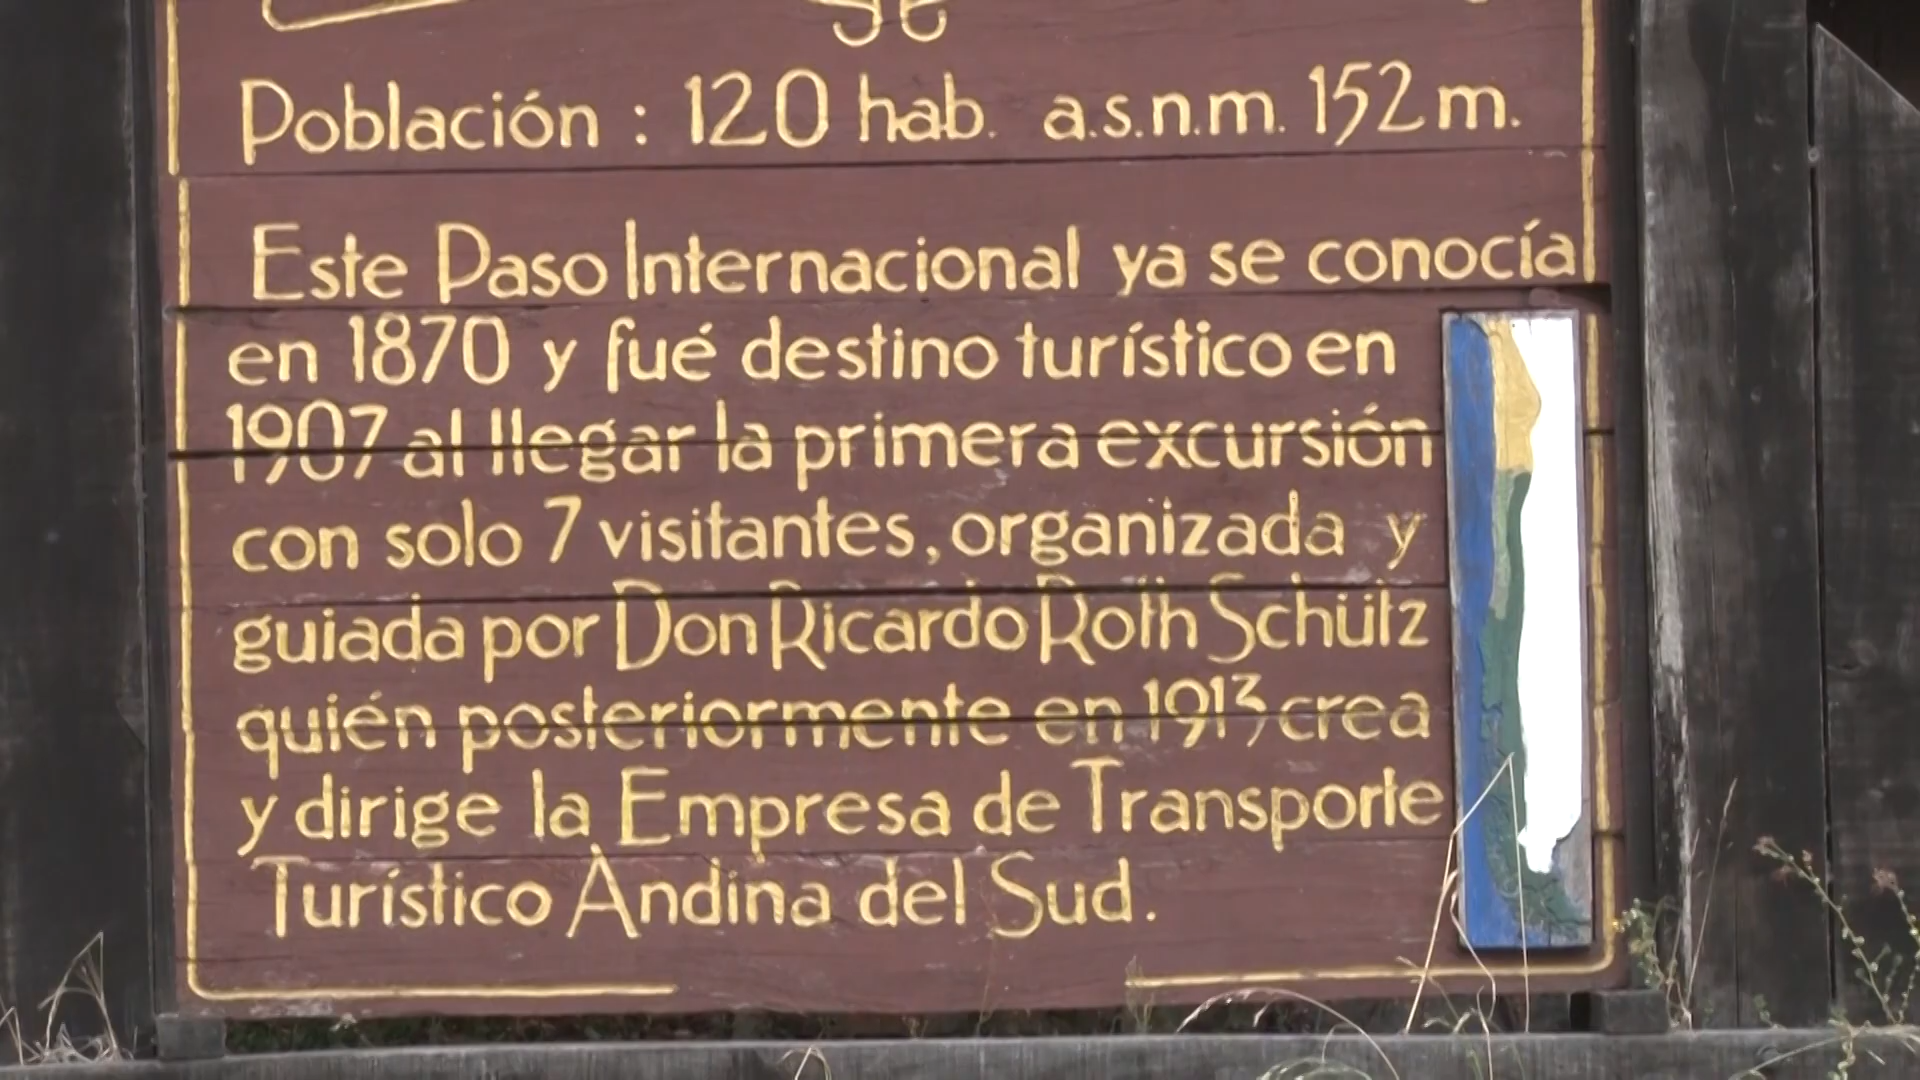 Población : 120 hab. a.s.n.m. 152 m.
Este Paso Internacional ya se conocía
en 1870 y fué destino turístico en
1907 al llegar la primera excursión
con solo 7 visitantes, organizada y
guiada por Don Ricardo Roth Schütz
quién posteriormente en 1913 crea
y dirige la Empresa de Transporte
Turístico Andina del Sud.